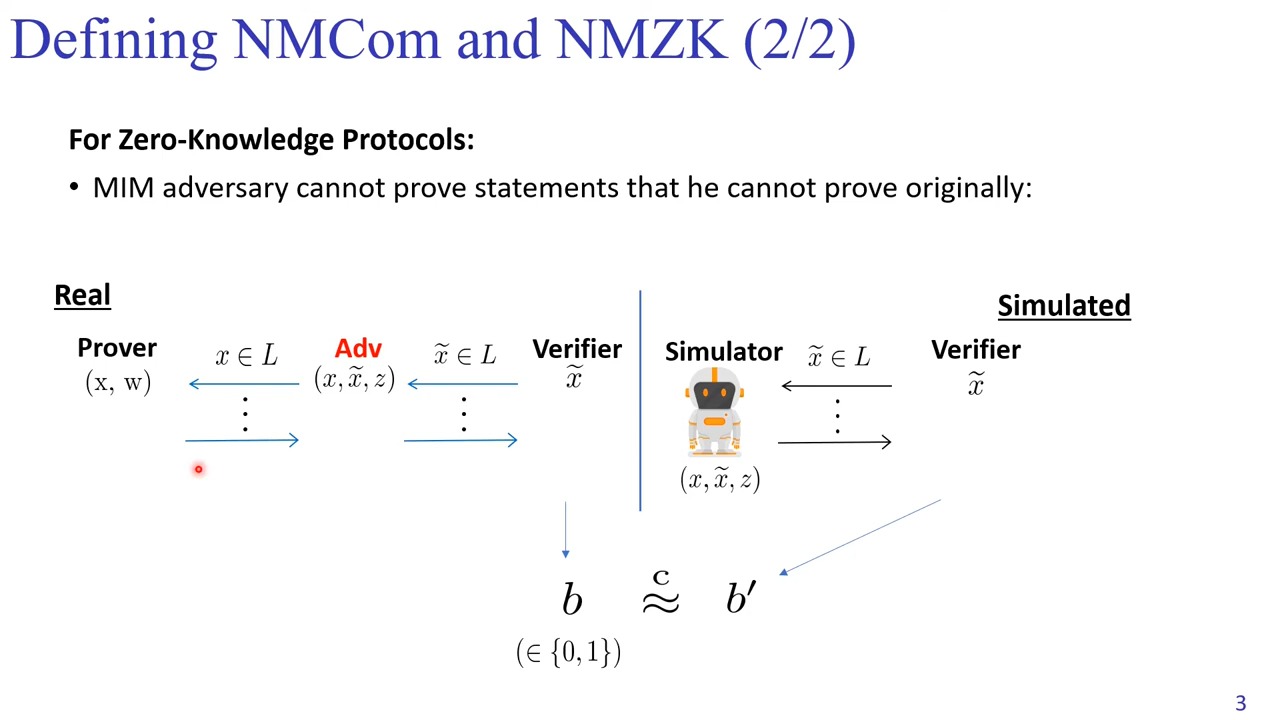 Defining NMCom and NMZK (2/2)
For Zero-Knowledge Protocols:
• MIM adversary cannot prove statements that he cannot prove originally:
Real
Simulated
Prover
(x, w)
x ∈ L
Adv
(x, x̃, z)
x̃ ∈ L
Verifier
x̃
Simulator
(x, x̃, z)
x̃ ∈ L
Verifier
x̃
b ≈ᶜ b′
(∈ {0, 1})
3